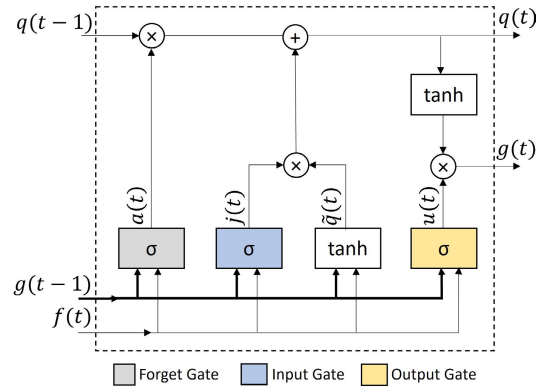 q(t − 1)
q(t)
×
+
tanh
g(t)
×
×
a(t)
j(t)
q̃(t)
u(t)
σ
σ
tanh
σ
g(t − 1)
f(t)
Forget Gate
Input Gate
Output Gate